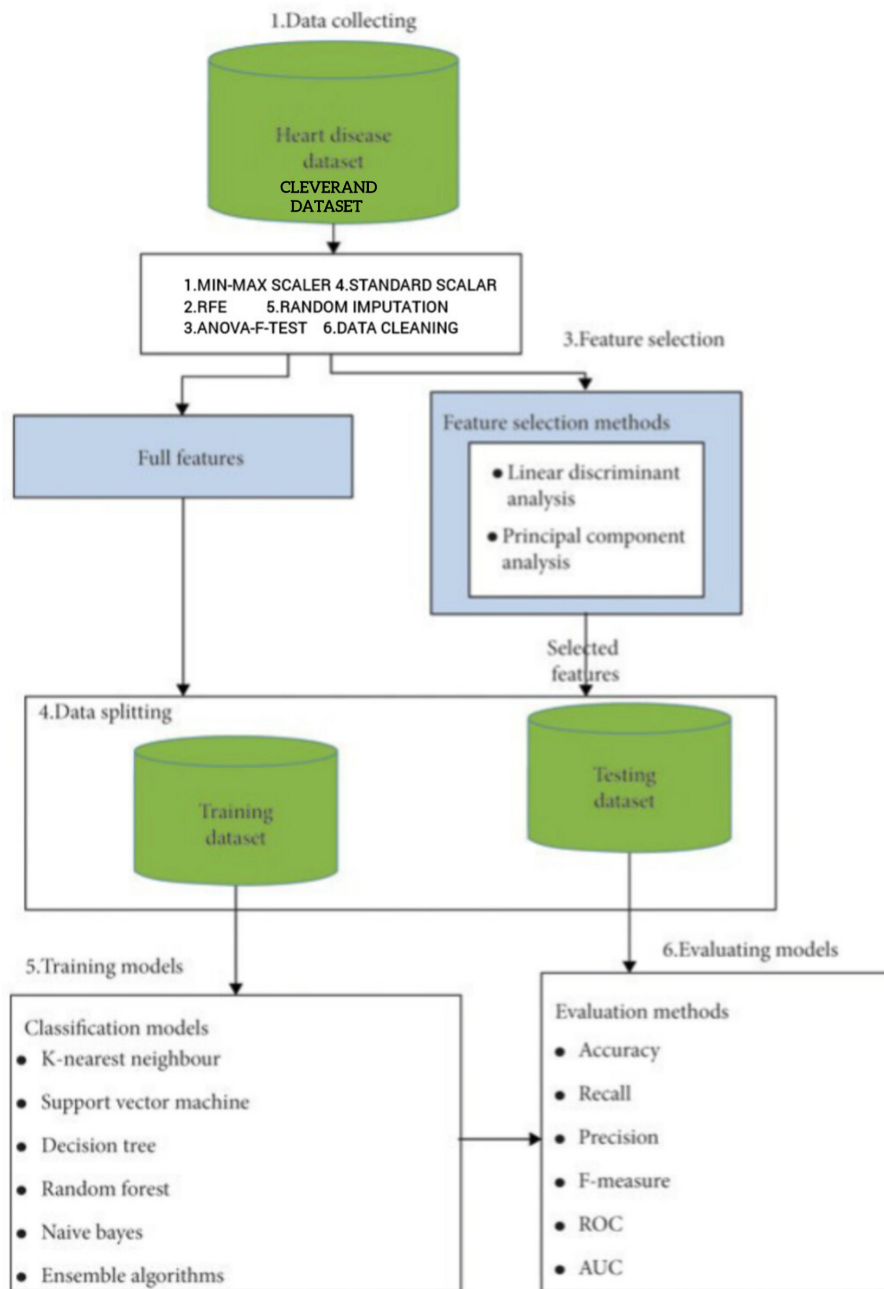 1.Data collecting
Heart disease
dataset
CLEVERAND
DATASET
1.MIN-MAX SCALER 4.STANDARD SCALAR
2.RFE 5.RANDOM IMPUTATION
3.ANOVA-F-TEST 6.DATA CLEANING
3.Feature selection
Full features
Feature selection methods
● Linear discriminant
analysis
● Principal component
analysis
Selected
features
4.Data splitting
Training
dataset
Testing
dataset
5.Training models
Classification models
● K-nearest neighbour
● Support vector machine
● Decision tree
● Random forest
● Naive bayes
● Ensemble algorithms
6.Evaluating models
Evaluation methods
● Accuracy
● Recall
● Precision
● F-measure
● ROC
● AUC